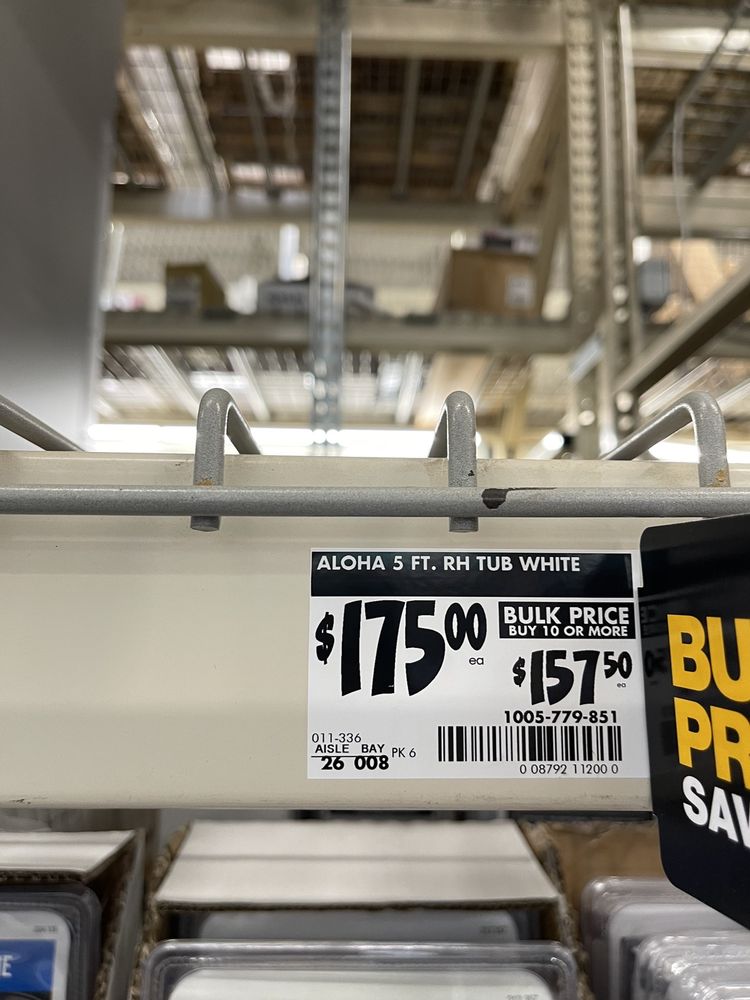 ALOHA 5 FT. RH TUB WHITE
$175.00
ea
BULK PRICE
BUY 10 OR MORE
$157.50
ea
1005-779-851
011-336
AISLE BAY PK 6
26 008
0 08792 11200 0
BU
PR
SAV
E